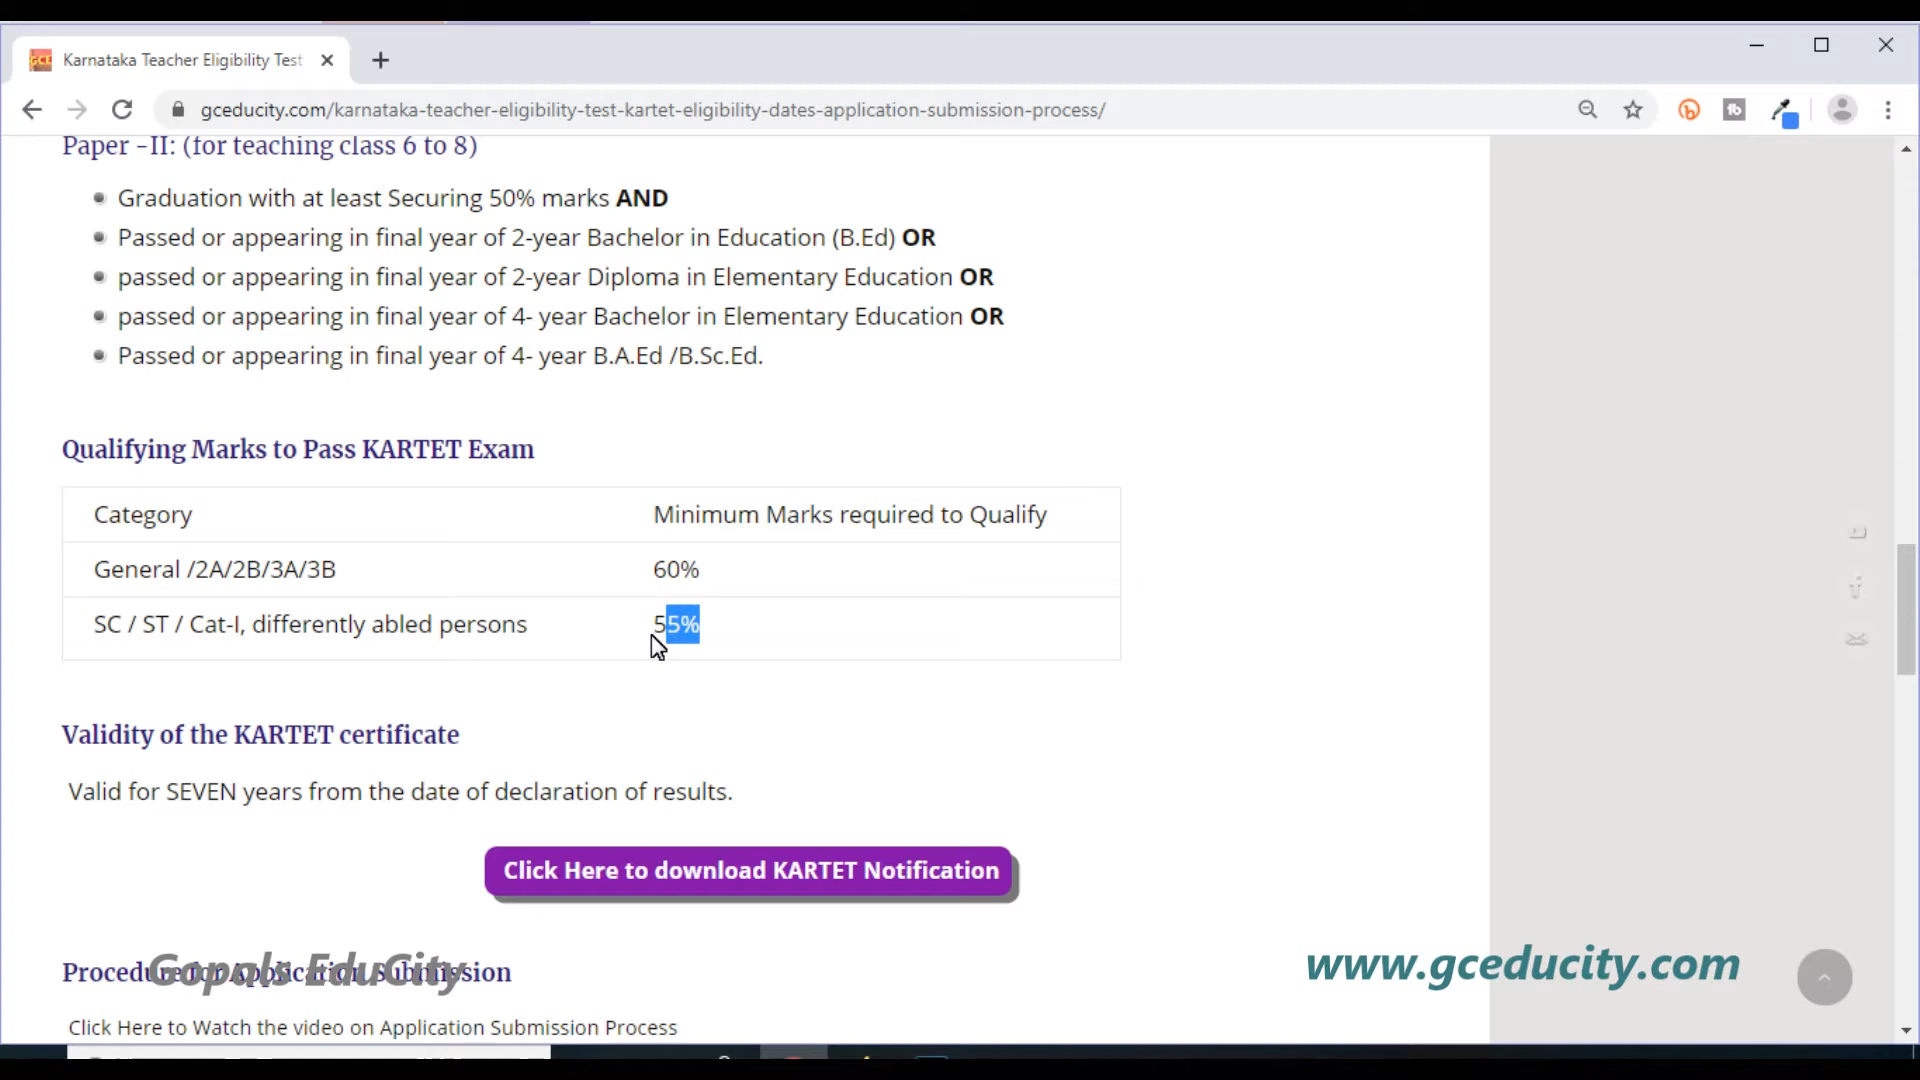 Karnataka Teacher Eligibility Test
gceducity.com/karnataka-teacher-eligibility-test-kartet-eligibility-dates-application-submission-process/
Paper -II: (for teaching class 6 to 8)
Graduation with at least Securing 50% marks AND
Passed or appearing in final year of 2-year Bachelor in Education (B.Ed) OR
passed or appearing in final year of 2-year Diploma in Elementary Education OR
passed or appearing in final year of 4- year Bachelor in Elementary Education OR
Passed or appearing in final year of 4- year B.A.Ed /B.Sc.Ed.
Qualifying Marks to Pass KARTET Exam
Category Minimum Marks required to Qualify
General /2A/2B/3A/3B 60%
SC / ST / Cat-I, differently abled persons 55%
Validity of the KARTET certificate
Valid for SEVEN years from the date of declaration of results.
Click Here to download KARTET Notification
Procedure for Application Submission
Gopals EduCity
www.gceducity.com
Click Here to Watch the video on Application Submission Process